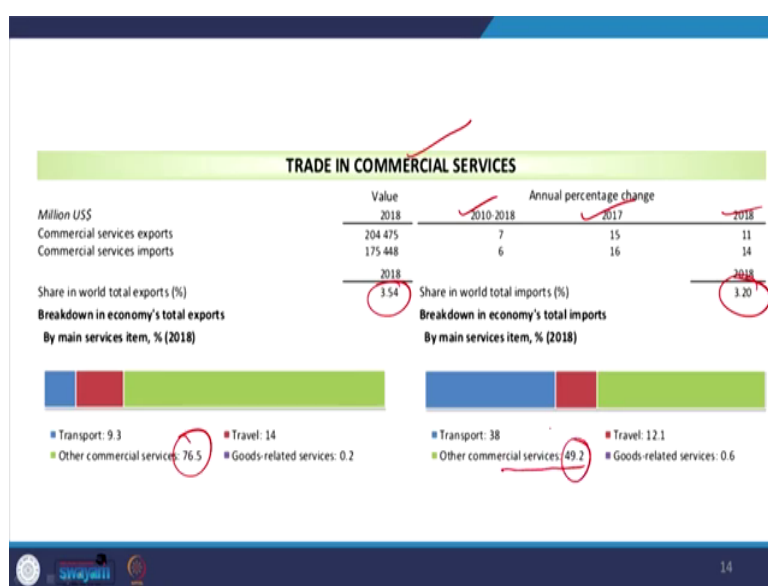 TRADE IN COMMERCIAL SERVICES
Value Annual percentage change
Million US$ 2018 2010-2018 2017 2018
Commercial services exports 204 475 7 15 11
Commercial services imports 175 448 6 16 14
2018 2018
Share in world total exports (%) 3.54 Share in world total imports (%) 3.20
Breakdown in economy's total exports Breakdown in economy's total imports
By main services item, % (2018) By main services item, % (2018)
Transport: 9.3 Travel: 14 Transport: 38 Travel: 12.1
Other commercial services: 76.5 Goods-related services: 0.2 Other commercial services: 49.2 Goods-related services: 0.6
swayam 14